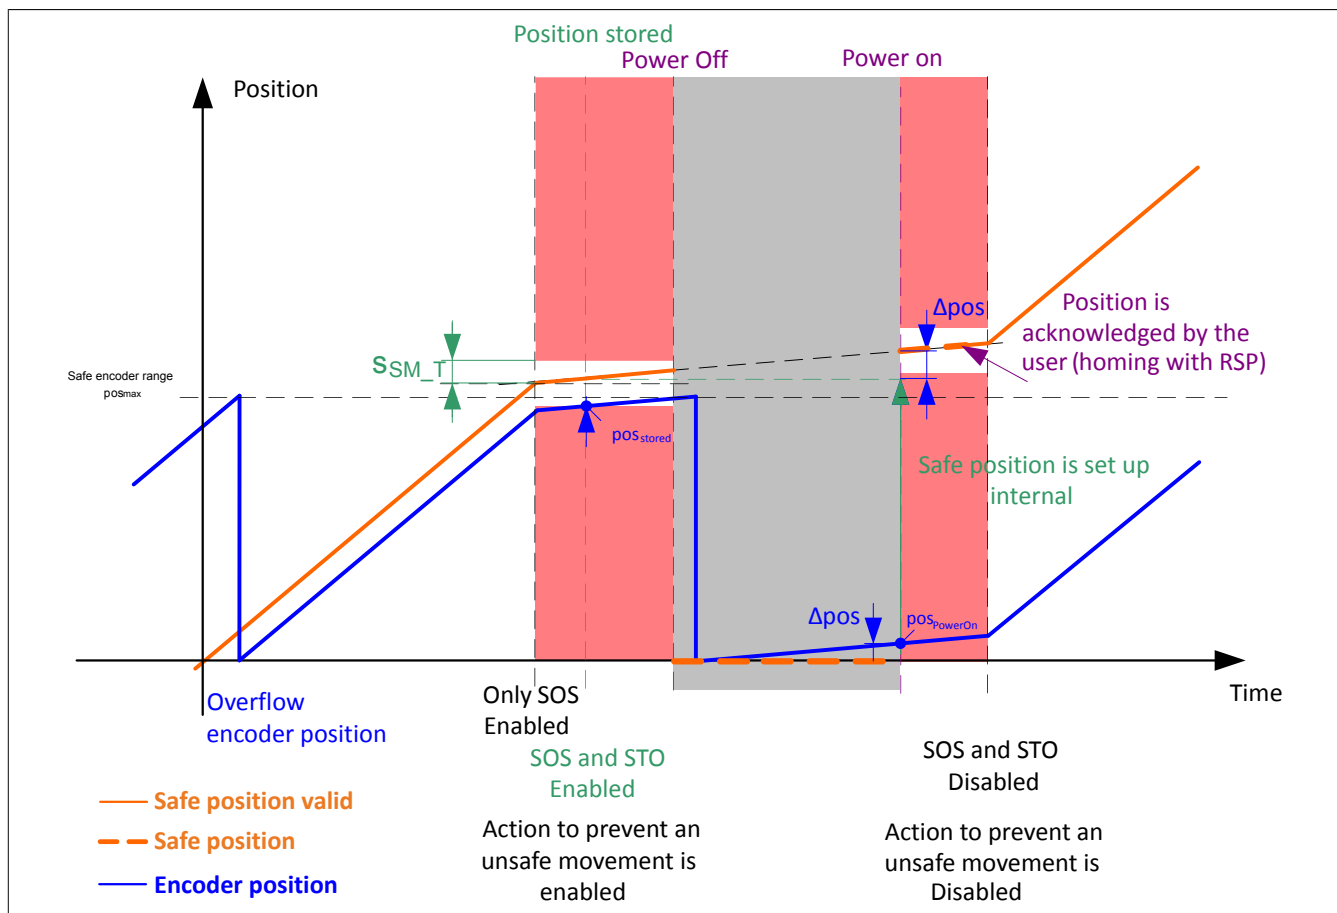 Position stored
Power Off
Power on
Position
Δpos
Position is
acknowledged by the
user (homing with RSP)
SSM_T
Safe encoder range
posmax
posstored
Safe position is set up
internal
Δpos
posPowerOn
Time
Overflow
encoder position
Only SOS
Enabled
SOS and STO
Enabled
SOS and STO
Disabled
Safe position valid
Safe position
Encoder position
Action to prevent an
unsafe movement is
enabled
Action to prevent an
unsafe movement is
Disabled